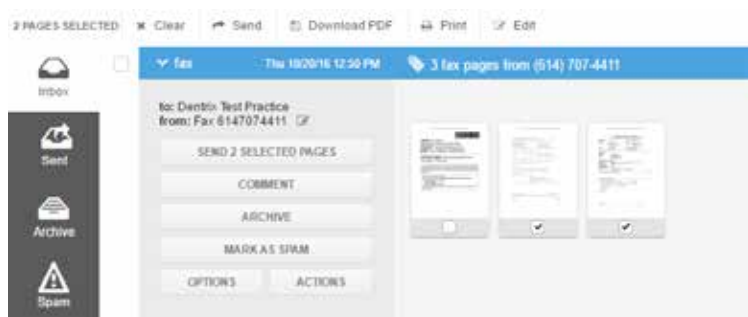 2 PAGES SELECTED Clear Send Download PDF Print Edit
Inbox
Sent
Archive
Spam
fax Thu 10/20/16 12:50 PM
to: Dentrix Test Practice
from: Fax 6147074411
SEND 2 SELECTED PAGES
COMMENT
ARCHIVE
MARK AS SPAM
OPTIONS ACTIONS
3 fax pages from (614) 707-4411